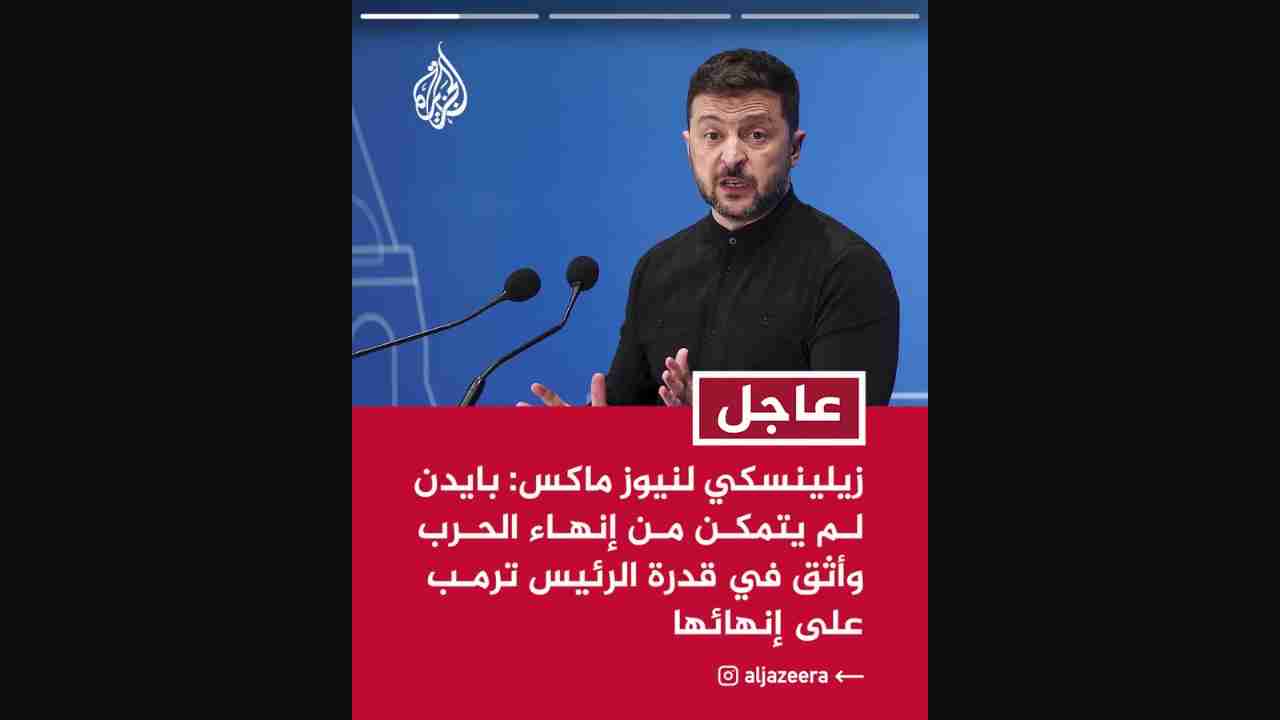 الجزيرة
عاجل
زيلينسكي لنيوز ماكس: بايدن
لم يتمكن من إنهاء الحرب
وأثق في قدرة الرئيس ترمب
على إنهائها
aljazeera